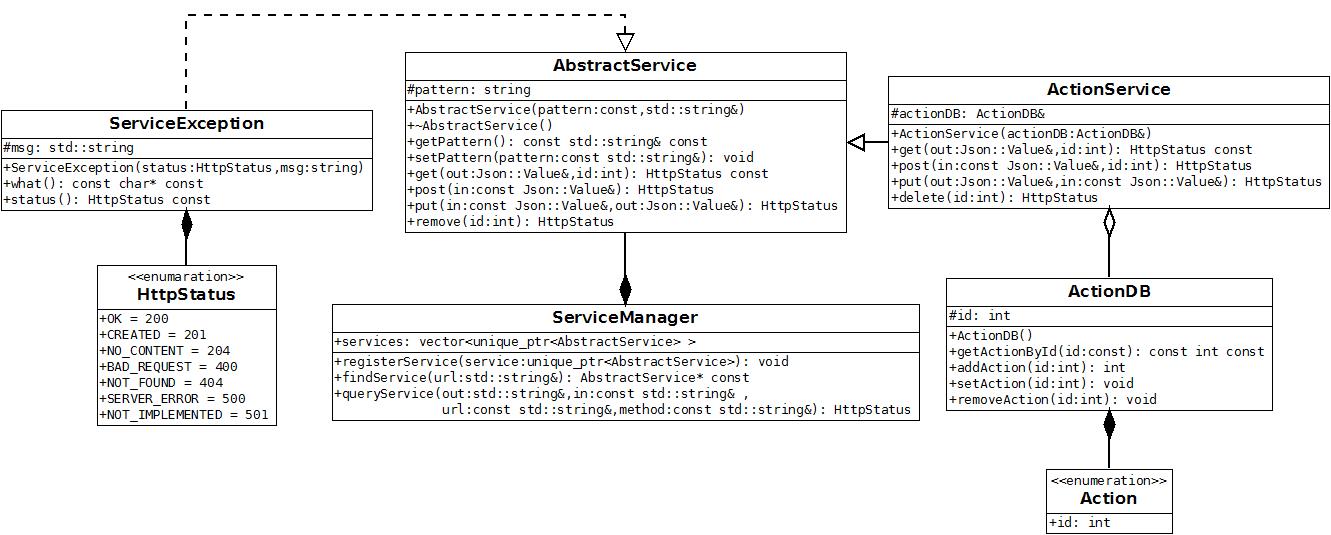 AbstractService
#pattern: string
+AbstractService(pattern:const,std::string&)
+~AbstractService()
+getPattern(): const std::string& const
+setPattern(pattern:const std::string&): void
+get(out:Json::Value&,id:int): HttpStatus const
+post(in:const Json::Value&): HttpStatus
+put(in:const Json::Value&,out:Json::Value&): HttpStatus
+remove(id:int): HttpStatus
ActionService
#actionDB: ActionDB&
+ActionService(actionDB:ActionDB&)
+get(out:Json::Value&,id:int): HttpStatus const
+post(in:const Json::Value&,id:int): HttpStatus
+put(out:Json::Value&,in:const Json::Value&): HttpStatus
+delete(id:int): HttpStatus
ServiceException
#msg: std::string
+ServiceException(status:HttpStatus,msg:string)
+what(): const char* const
+status(): HttpStatus const
<<enumaration>>
HttpStatus
+OK = 200
+CREATED = 201
+NO_CONTENT = 204
+BAD_REQUEST = 400
+NOT_FOUND = 404
+SERVER_ERROR = 500
+NOT_IMPLEMENTED = 501
ServiceManager
+services: vector<unique_ptr<AbstractService> >
+registerService(service:unique_ptr<AbstractService>): void
+findService(url:std::string&): AbstractService* const
+queryService(out:std::string&,in:const std::string& ,
url:const std::string&,method:const std::string&): HttpStatus
ActionDB
#id: int
+ActionDB()
+getActionById(id:const): const int const
+addAction(id:int): int
+setAction(id:int): void
+removeAction(id:int): void
<<enumeration>>
Action
+id: int